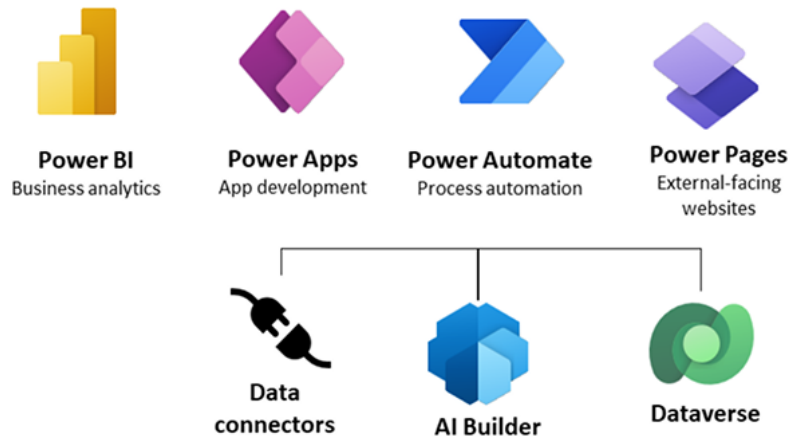 Power BI
Business analytics
Power Apps
App development
Power Automate
Process automation
Power Pages
External-facing
websites
Data
connectors
AI Builder
Dataverse